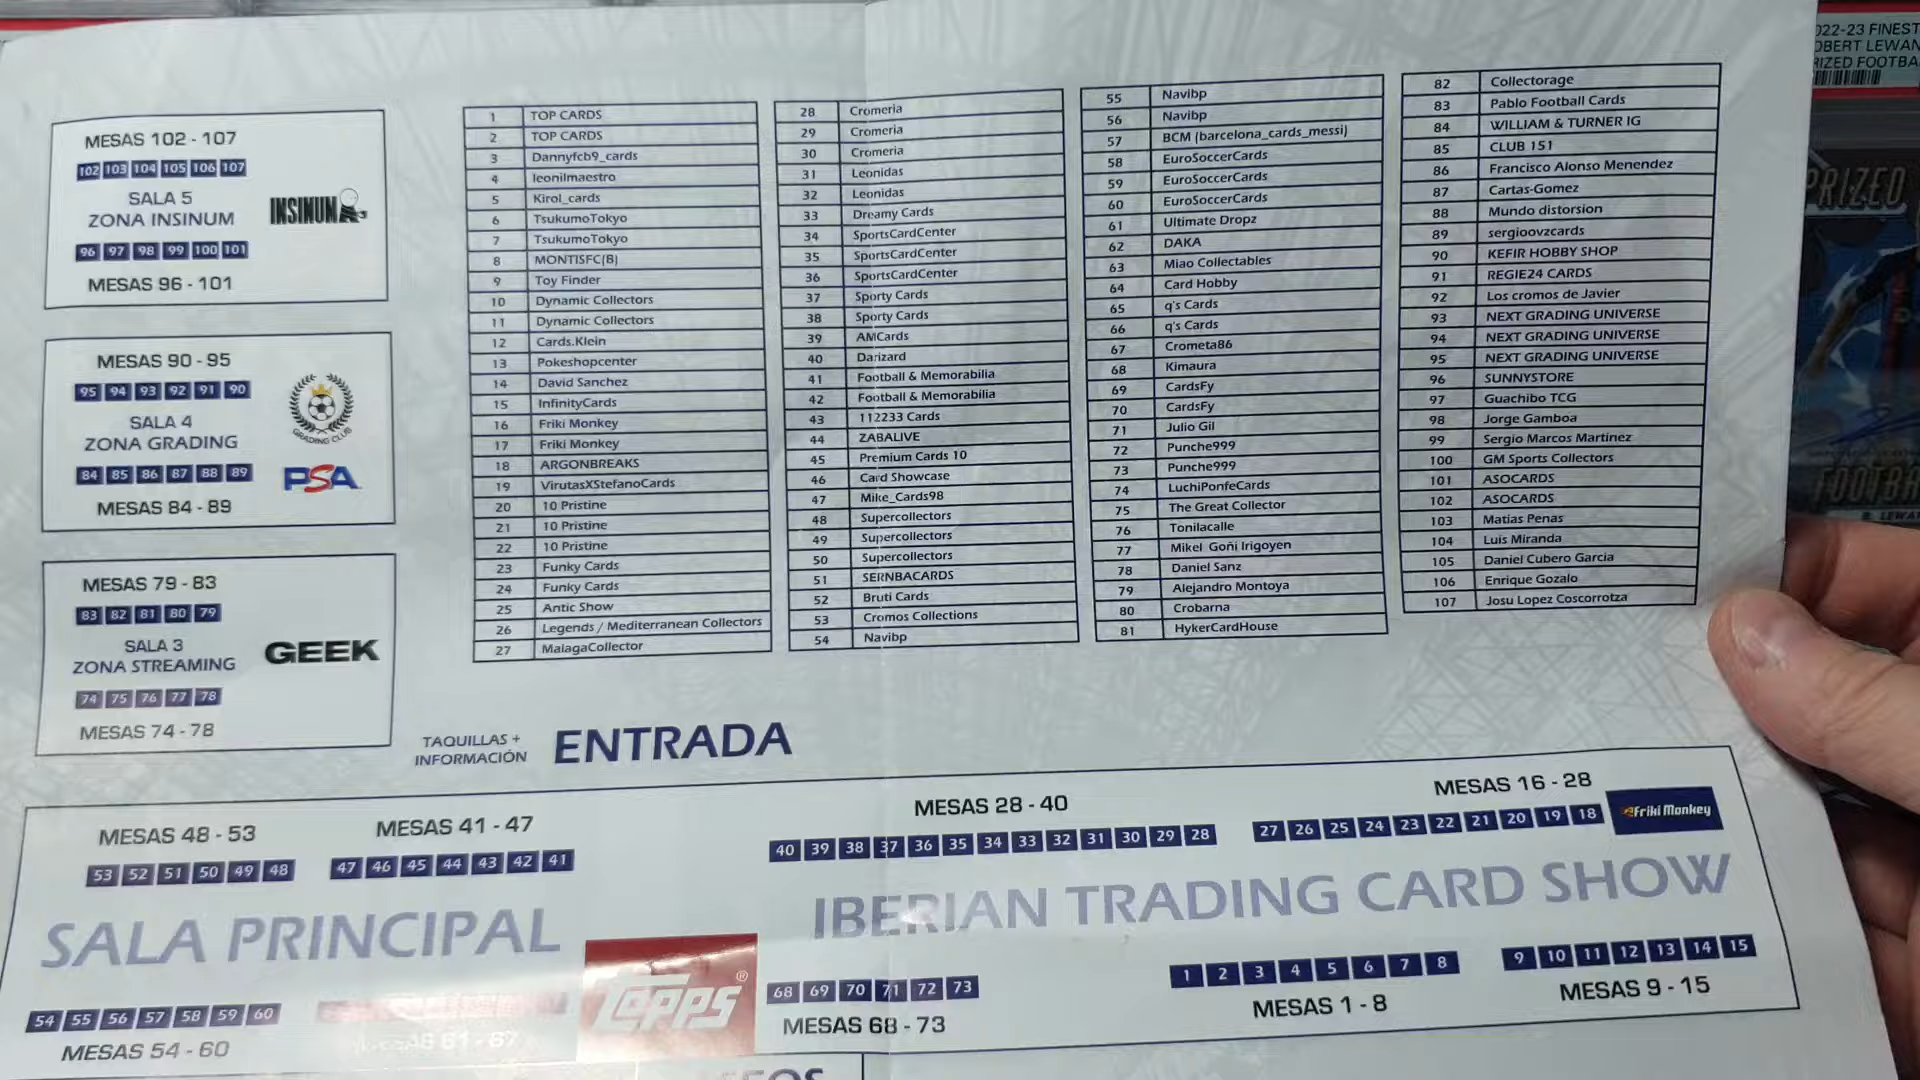 MESAS 102 - 107
102 103 104 105 106 107
SALA 5
ZONA INSINUM
INSINUM
96 97 98 99 100 101
MESAS 96 - 101
MESAS 90 - 95
95 94 93 92 91 90
SALA 4
ZONA GRADING
GRADING CLUB
PSA
84 85 86 87 88 89
MESAS 84 - 89
MESAS 79 - 83
83 82 81 80 79
SALA 3
ZONA STREAMING
GEEK
74 75 76 77 78
MESAS 74 - 78
1 TOP CARDS
2 TOP CARDS
3 Dannyfcb9_cards
4 leonilmaestro
5 Kirol_cards
6 TsukumoTokyo
7 TsukumoTokyo
8 MONTISFC(B)
9 Toy Finder
10 Dynamic Collectors
11 Dynamic Collectors
12 Cards.Klein
13 Pokeshopcenter
14 David Sanchez
15 InfinityCards
16 Friki Monkey
17 Friki Monkey
18 ARGONBREAKS
19 VirutasXStefanoCards
20 10 Pristine
21 10 Pristine
22 10 Pristine
23 Funky Cards
24 Funky Cards
25 Antic Show
26 Legends / Mediterranean Collectors
27 MalagaCollector
28 Cromeria
29 Cromeria
30 Cromeria
31 Leonidas
32 Leonidas
33 Dreamy Cards
34 SportsCardCenter
35 SportsCardCenter
36 SportsCardCenter
37 Sporty Cards
38 Sporty Cards
39 AMCards
40 Darizard
41 Football & Memorabilia
42 Football & Memorabilia
43 112233 Cards
44 ZABALIVE
45 Premium Cards 10
46 Card Showcase
47 Mike_Cards98
48 Supercollectors
49 Supercollectors
50 Supercollectors
51 SERNBACARDS
52 Bruti Cards
53 Cromos Collections
54 Navibp
55 Navibp
56 Navibp
57 BCM (barcelona_cards_messi)
58 EuroSoccerCards
59 EuroSoccerCards
60 EuroSoccerCards
61 Ultimate Dropz
62 DAKA
63 Miao Collectables
64 Card Hobby
65 q's Cards
66 q's Cards
67 Crometa86
68 Kimaura
69 CardsFy
70 CardsFy
71 Julio Gil
72 Punche999
73 Punche999
74 LuchiPonfeCards
75 The Great Collector
76 Tonilacalle
77 Mikel Goñi Irigoyen
78 Daniel Sanz
79 Alejandro Montoya
80 Crobarna
81 HykerCardHouse
82 Collectorage
83 Pablo Football Cards
84 WILLIAM & TURNER IG
85 CLUB 151
86 Francisco Alonso Menendez
87 Cartas-Gomez
88 Mundo distorsion
89 sergioovzcards
90 KEFIR HOBBY SHOP
91 REGIE24 CARDS
92 Los cromos de Javier
93 NEXT GRADING UNIVERSE
94 NEXT GRADING UNIVERSE
95 NEXT GRADING UNIVERSE
96 SUNNYSTORE
97 Guachibo TCG
98 Jorge Gamboa
99 Sergio Marcos Martinez
100 GM Sports Collectors
101 ASOCARDS
102 ASOCARDS
103 Matias Penas
104 Luis Miranda
105 Daniel Cubero Garcia
106 Enrique Gozalo
107 Josu Lopez Coscorrotza
TAQUILLAS +
INFORMACIÓN
ENTRADA
MESAS 48 - 53
53 52 51 50 49 48
MESAS 41 - 47
47 46 45 44 43 42 41
MESAS 28 - 40
40 39 38 37 36 35 34 33 32 31 30 29 28
MESAS 16 - 28
27 26 25 24 23 22 21 20 19 18
Friki Monkey
SALA PRINCIPAL
IBERIAN TRADING CARD SHOW
54 55 56 57 58 59 60
MESAS 54 - 60
MESAS 61 - 67
Topps®
68 69 70 71 72 73
MESAS 68 - 73
1 2 3 4 5 6 7 8
MESAS 1 - 8
9 10 11 12 13 14 15
MESAS 9 - 15
022-23 FINEST
PRIZED